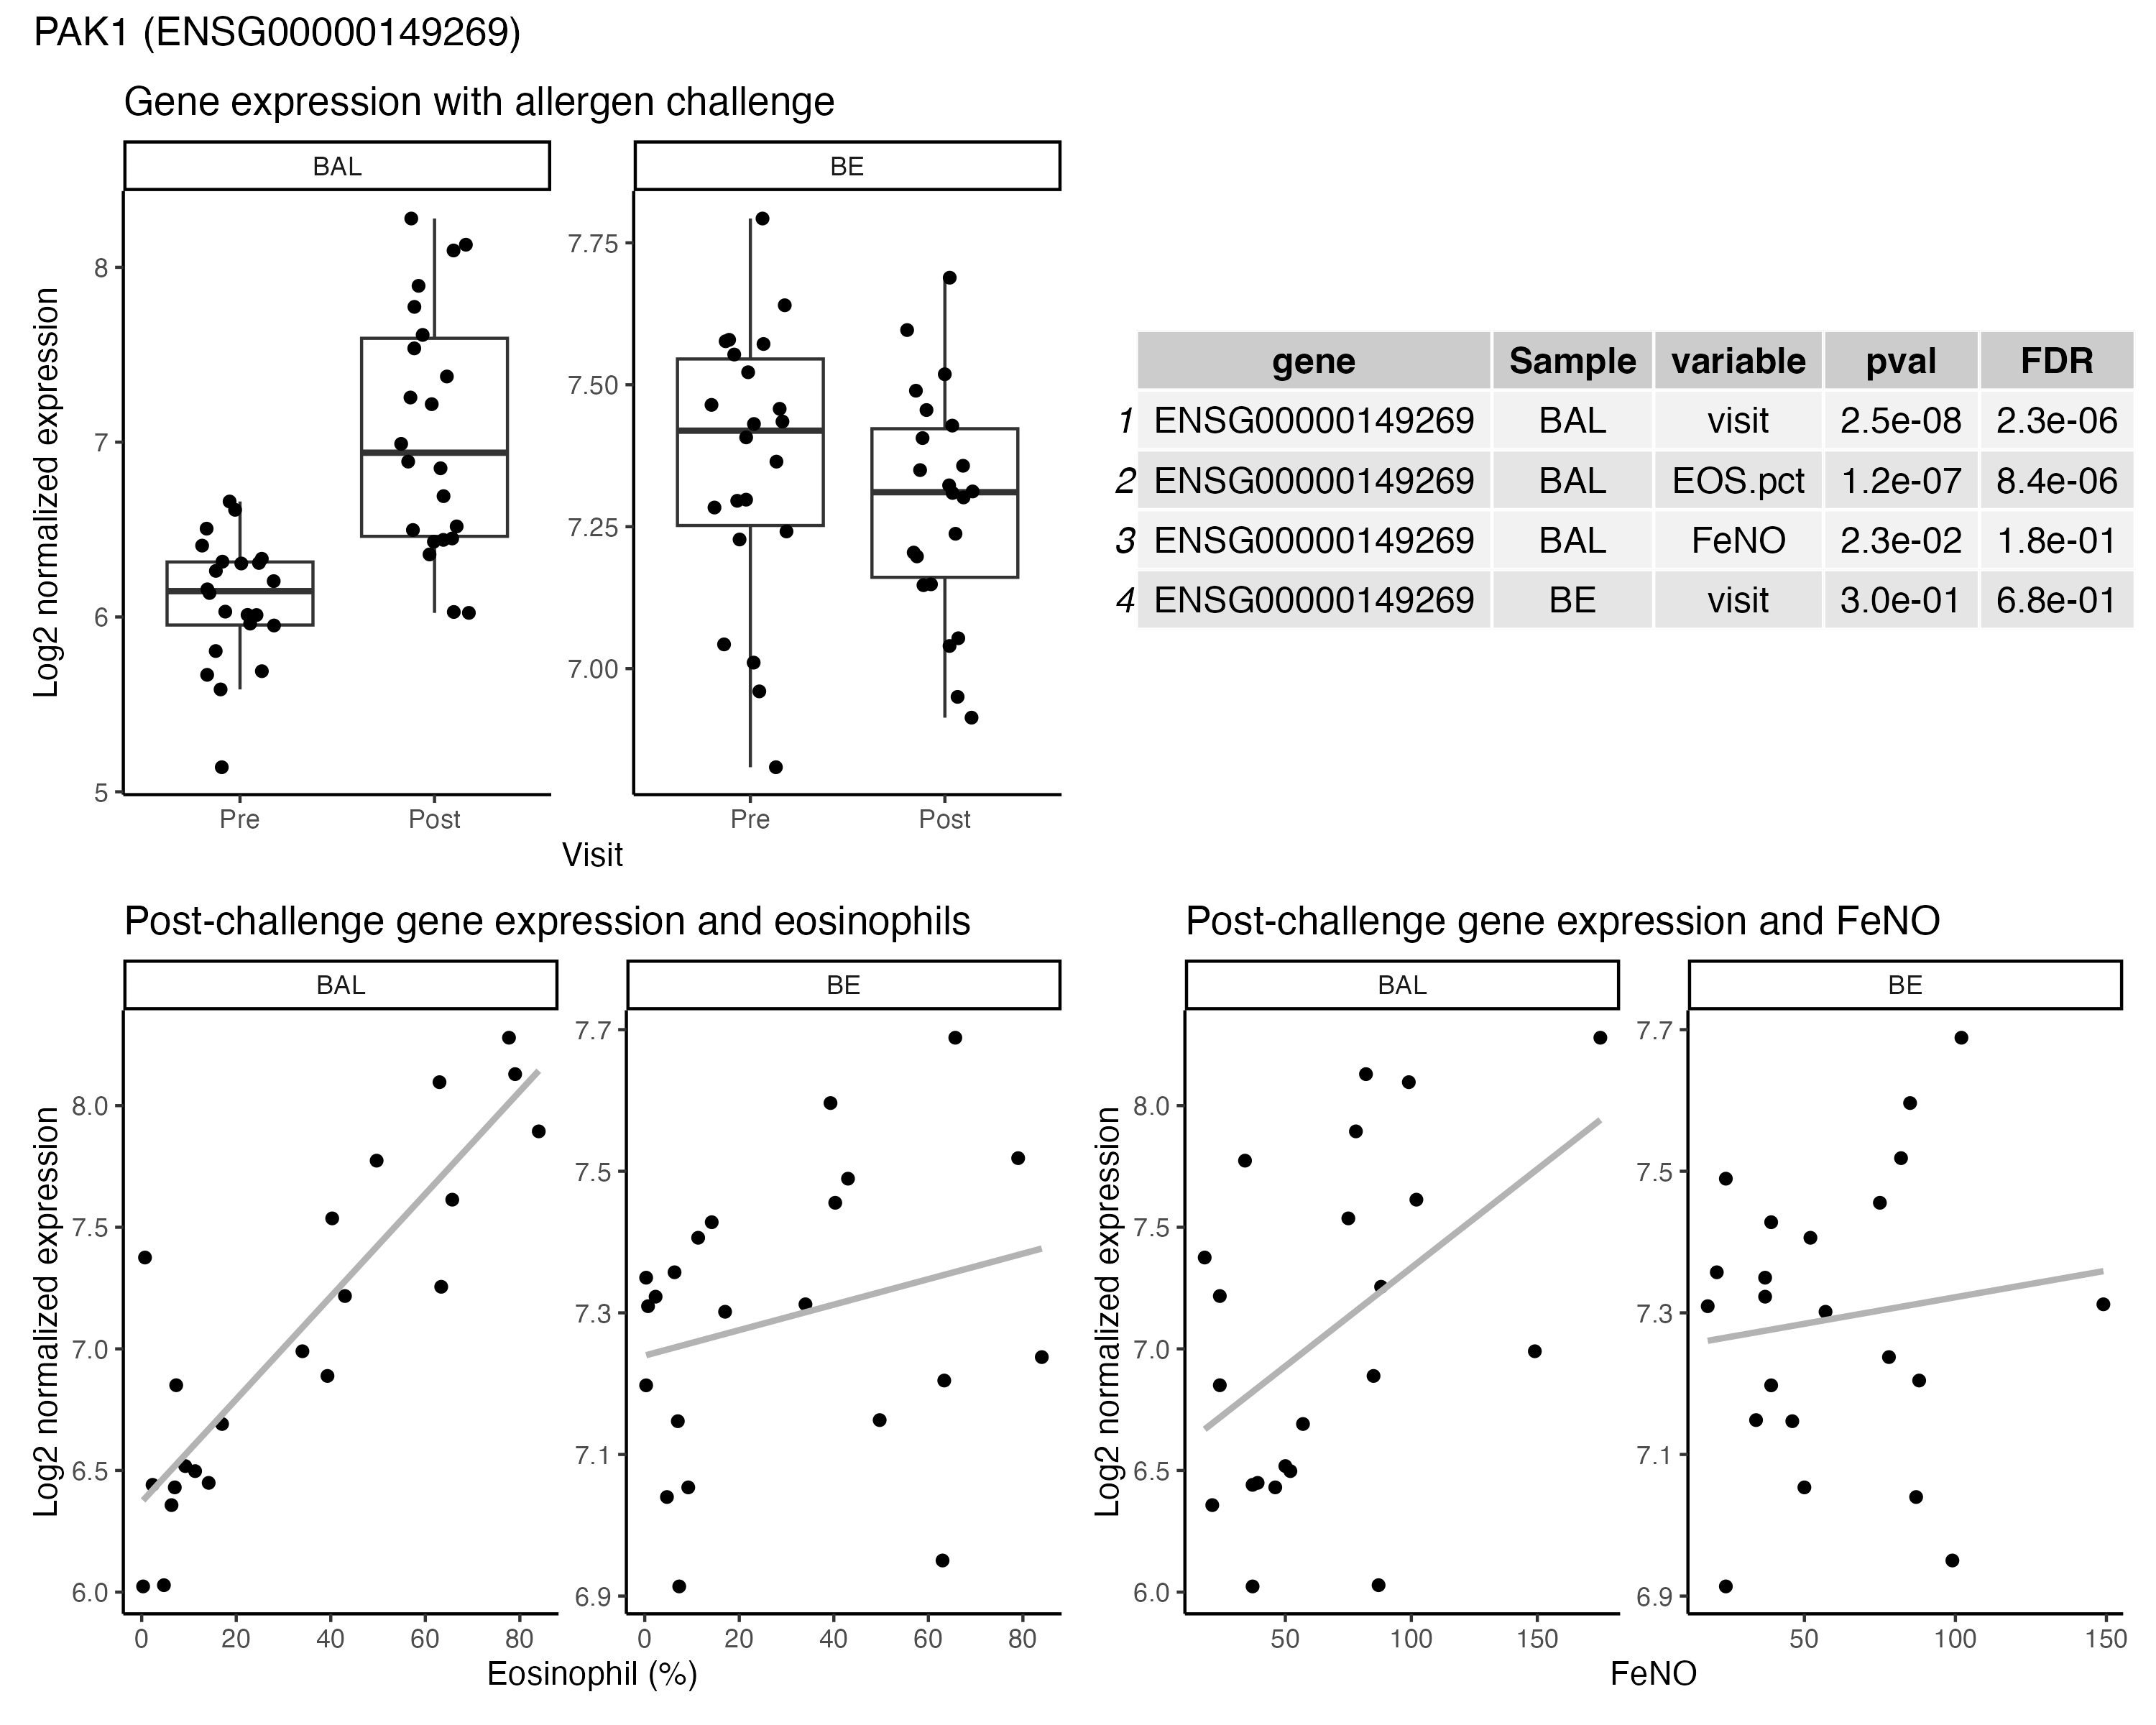 PAK1 (ENSG00000149269)
Gene expression with allergen challenge
BAL
BE
Log2 normalized expression
8
7
6
5
7.75
7.50
7.25
7.00
Pre
Post
Pre
Post
Visit
gene Sample variable pval FDR
1 ENSG00000149269 BAL visit 2.5e-08 2.3e-06
2 ENSG00000149269 BAL EOS.pct 1.2e-07 8.4e-06
3 ENSG00000149269 BAL FeNO 2.3e-02 1.8e-01
4 ENSG00000149269 BE visit 3.0e-01 6.8e-01
Post-challenge gene expression and eosinophils
BAL
BE
Log2 normalized expression
8.0
7.5
7.0
6.5
6.0
7.7
7.5
7.3
7.1
6.9
0 20 40 60 80
0 20 40 60 80
Eosinophil (%)
Post-challenge gene expression and FeNO
BAL
BE
Log2 normalized expression
8.0
7.5
7.0
6.5
6.0
7.7
7.5
7.3
7.1
6.9
50 100 150
50 100 150
FeNO